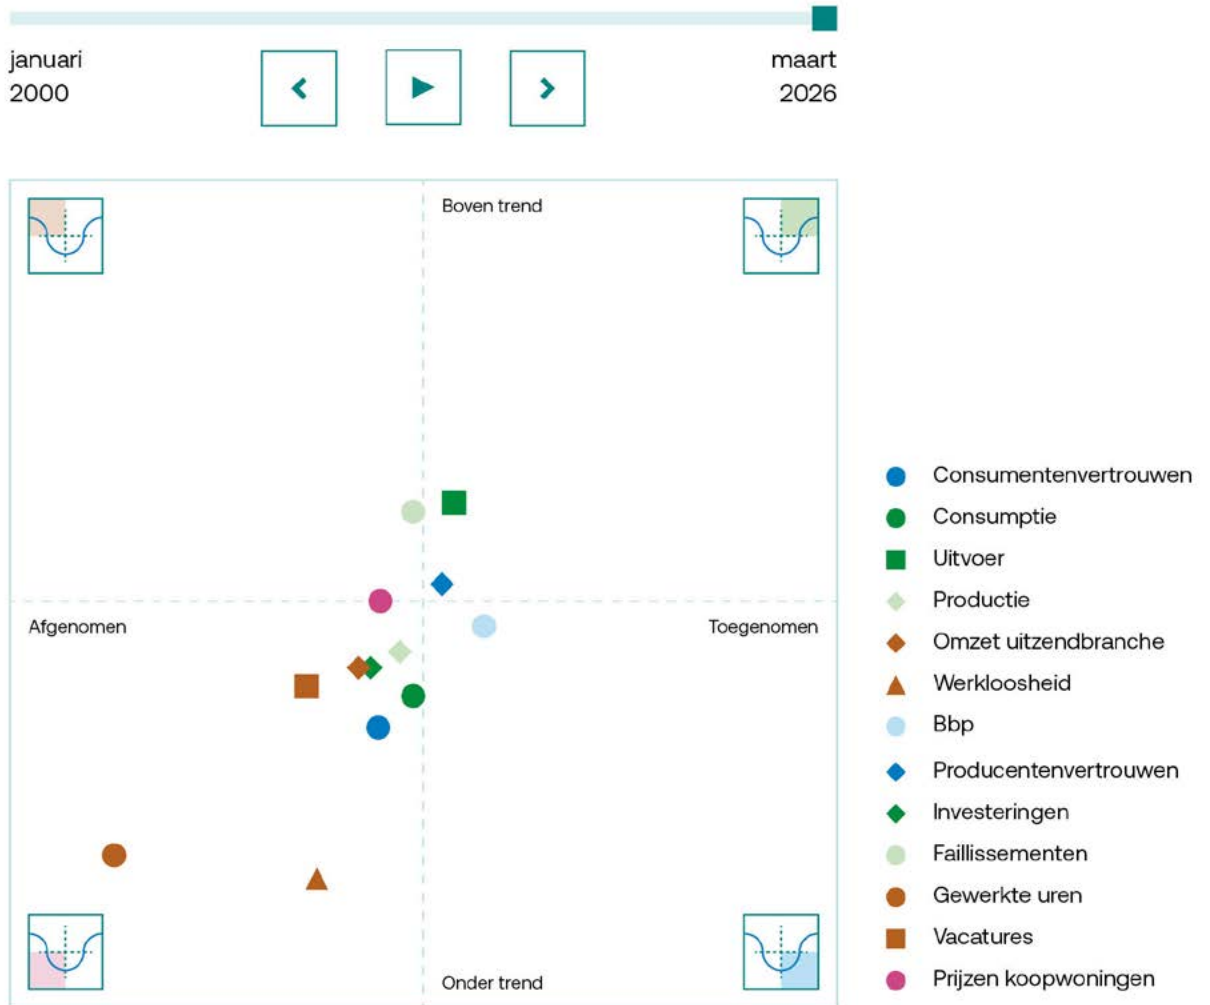 januari
2000
maart
2026
Boven trend
Afgenomen
Toegenomen
Onder trend
Consumentenvertrouwen
Consumptie
Uitvoer
Productie
Omzet uitzendbranche
Werkloosheid
Bbp
Producentenvertrouwen
Investeringen
Faillissementen
Gewerkte uren
Vacatures
Prijzen koopwoningen